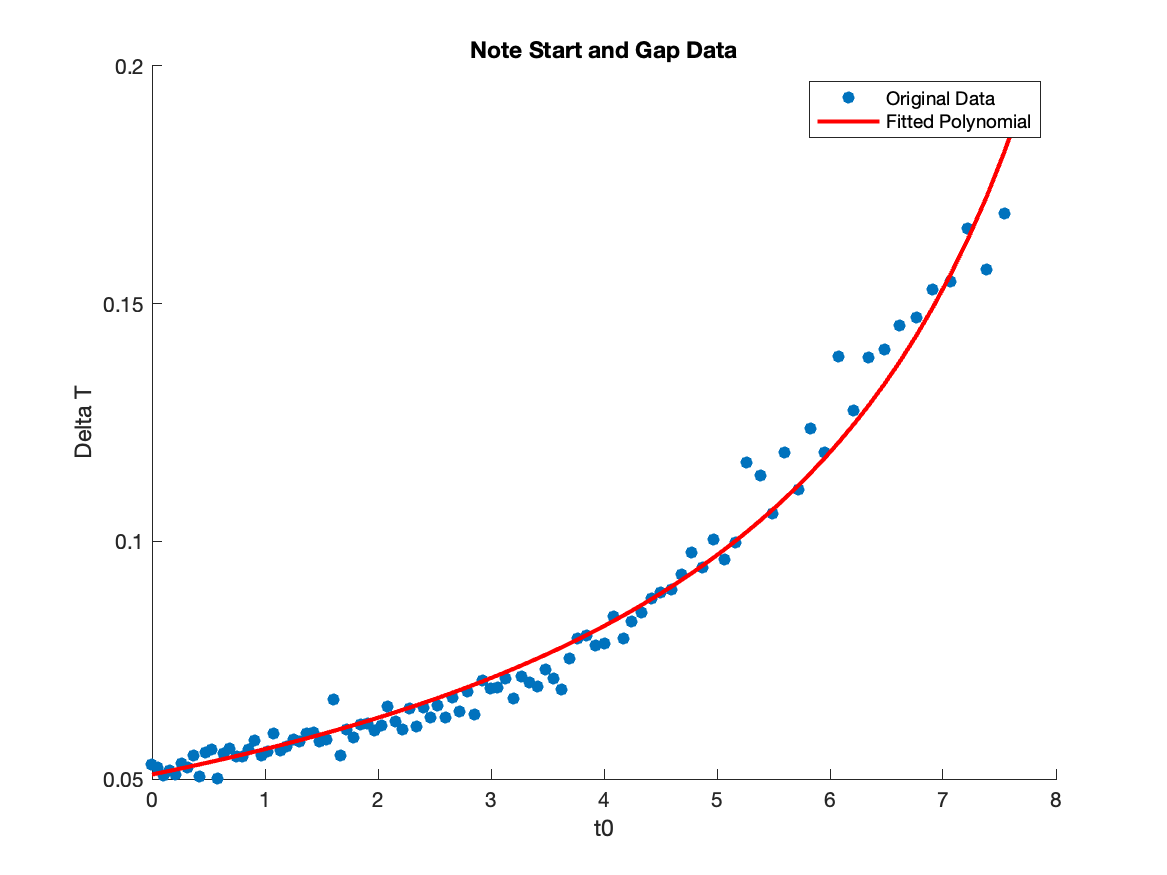 Note Start and Gap Data
0.2
Original Data
Fitted Polynomial
0.15
Delta T
0.1
0.05
0 1 2 3 4 5 6 7 8
t0